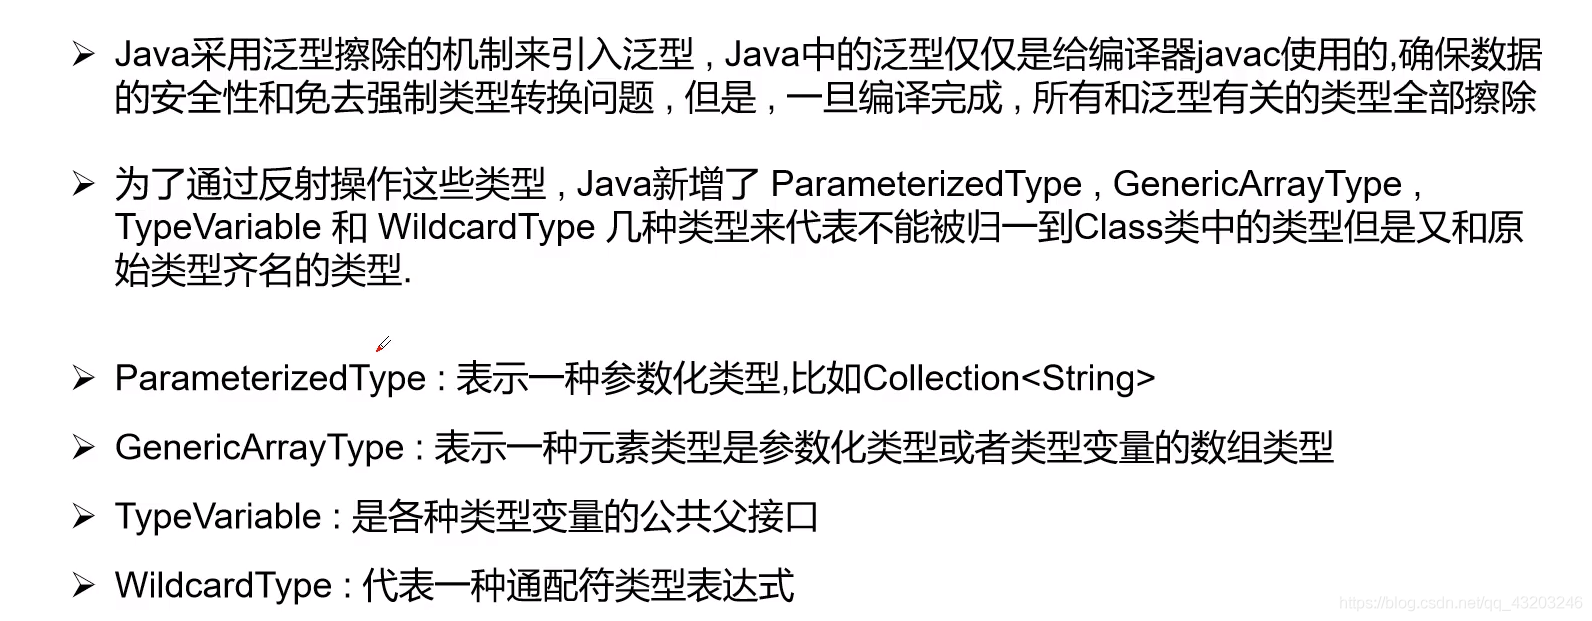 ➢ Java采用泛型擦除的机制来引入泛型 , Java中的泛型仅仅是给编译器javac使用的,确保数据
的安全性和免去强制类型转换问题 , 但是 , 一旦编译完成 , 所有和泛型有关的类型全部擦除
➢ 为了通过反射操作这些类型 , Java新增了 ParameterizedType , GenericArrayType ,
TypeVariable 和 WildcardType 几种类型来代表不能被归一到Class类中的类型但是又和原
始类型齐名的类型.
➢ ParameterizedType : 表示一种参数化类型,比如Collection<String>
➢ GenericArrayType : 表示一种元素类型是参数化类型或者类型变量的数组类型
➢ TypeVariable : 是各种类型变量的公共父接口
➢ WildcardType : 代表一种通配符类型表达式
https://blog.csdn.net/qq_43203246